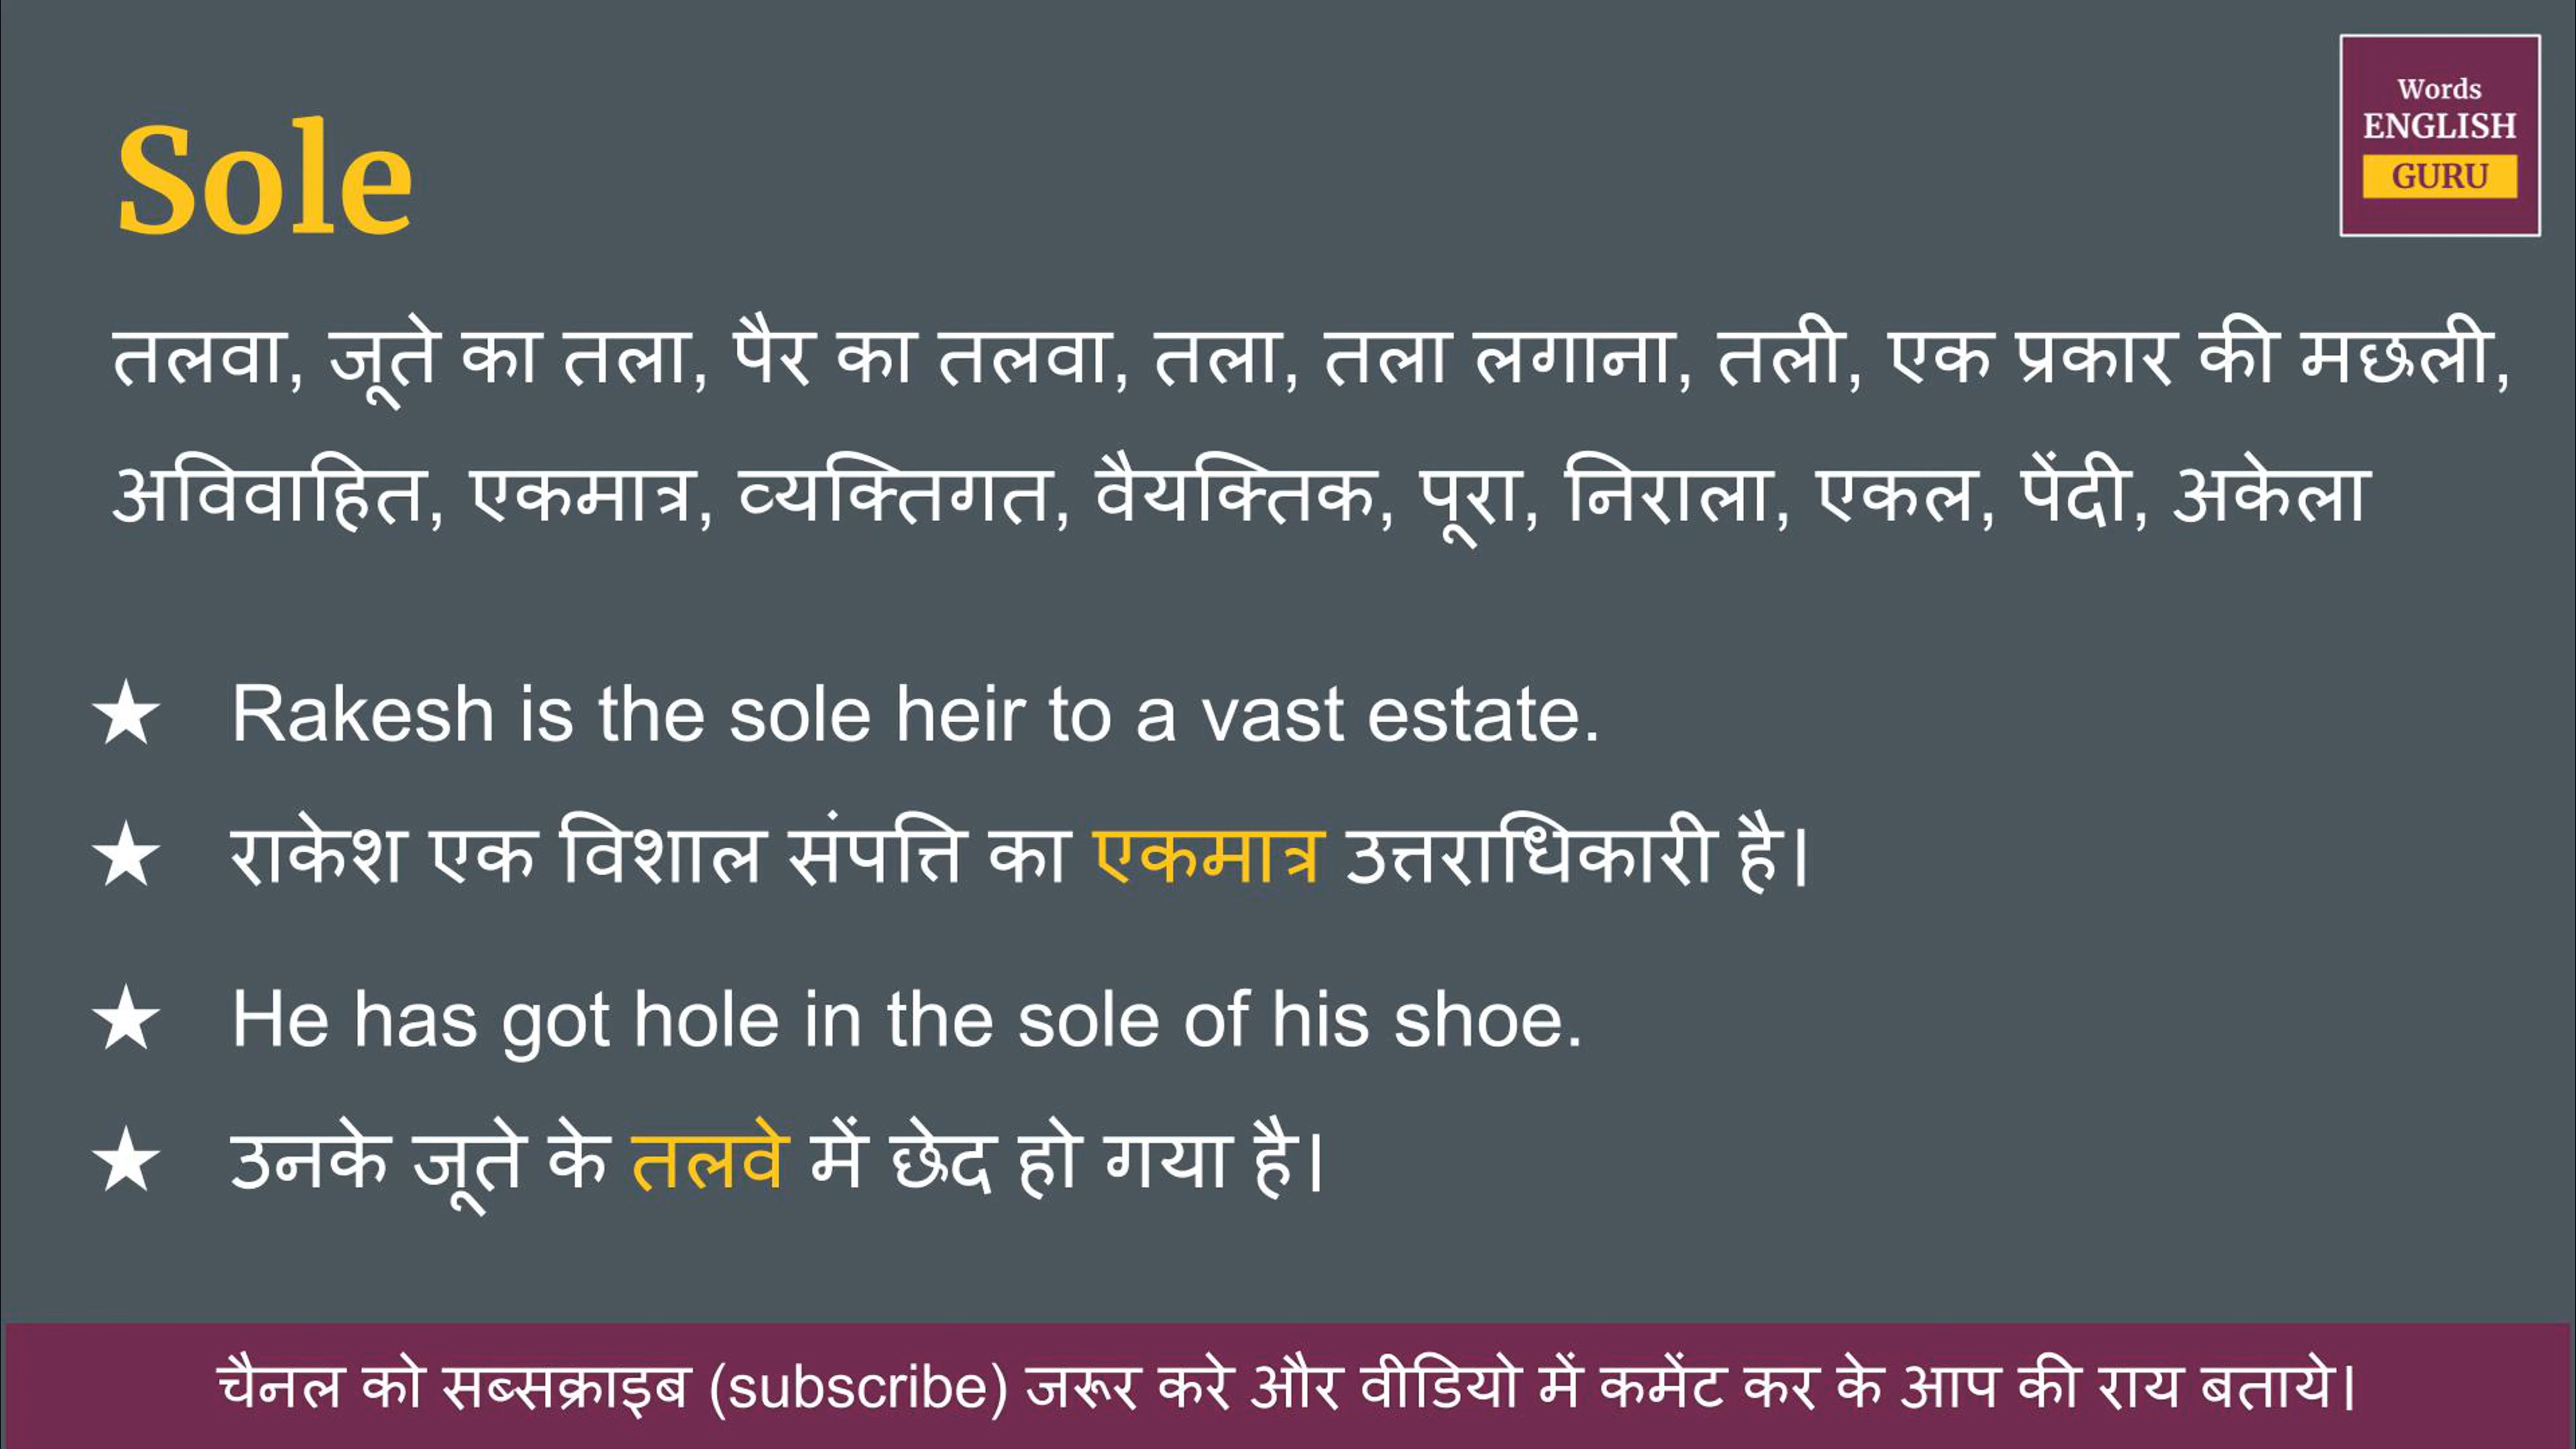 Words
ENGLISH
GURU
Sole
तलवा, जूते का तला, पैर का तलवा, तला, तला लगाना, तली, एक प्रकार की मछली,
अविवाहित, एकमात्र, व्यक्तिगत, वैयक्तिक, पूरा, निराला, एकल, पेंदी, अकेला
★ Rakesh is the sole heir to a vast estate.
★ राकेश एक विशाल संपत्ति का एकमात्र उत्तराधिकारी है।
★ He has got hole in the sole of his shoe.
★ उनके जूते के तलवे में छेद हो गया है।
चैनल को सब्सक्राइब (subscribe) जरूर करे और वीडियो में कमेंट कर के आप की राय बताये।